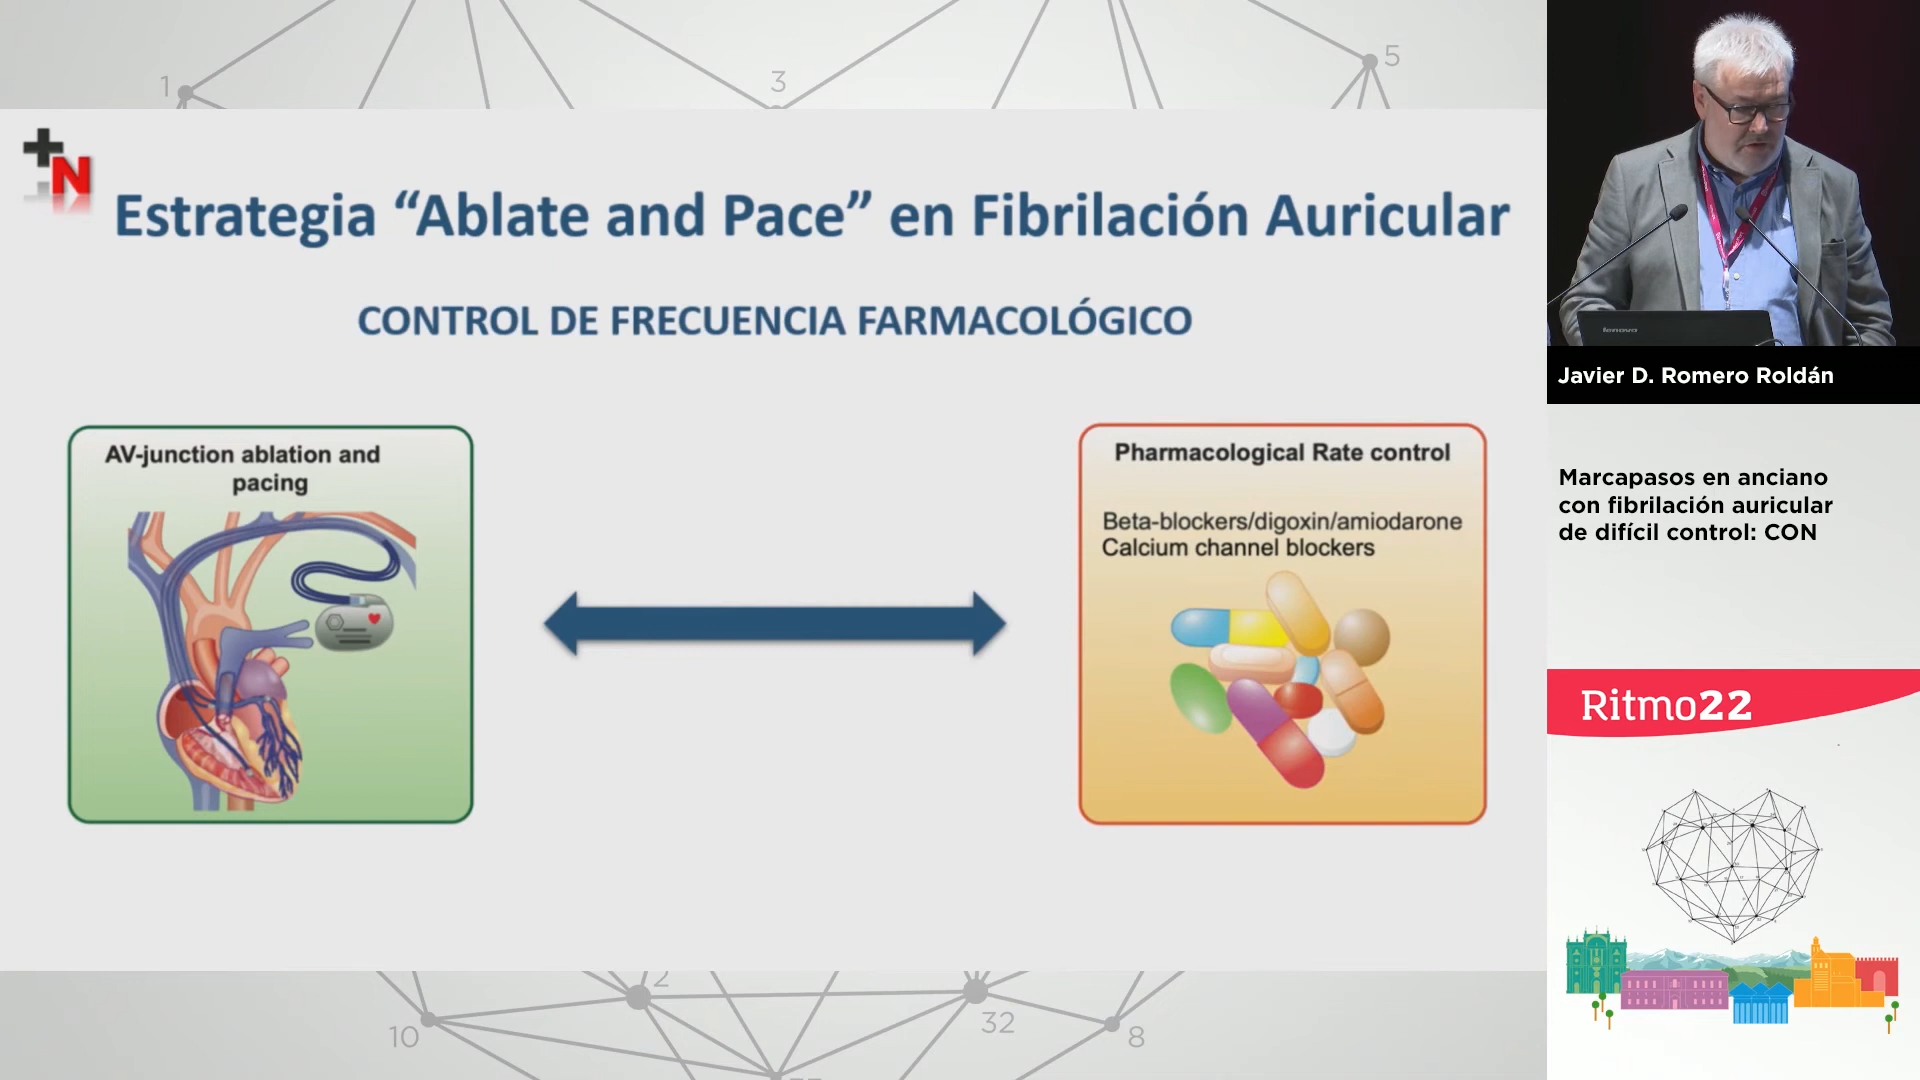 1
3
5
+N
Estrategia “Ablate and Pace” en Fibrilación Auricular
CONTROL DE FRECUENCIA FARMACOLÓGICO
AV-junction ablation and
pacing
Pharmacological Rate control
Beta-blockers/digoxin/amiodarone
Calcium channel blockers
2
10
32
8
lenovo
Javier D. Romero Roldán
Marcapasos en anciano
con fibrilación auricular
de difícil control: CON
Ritmo22